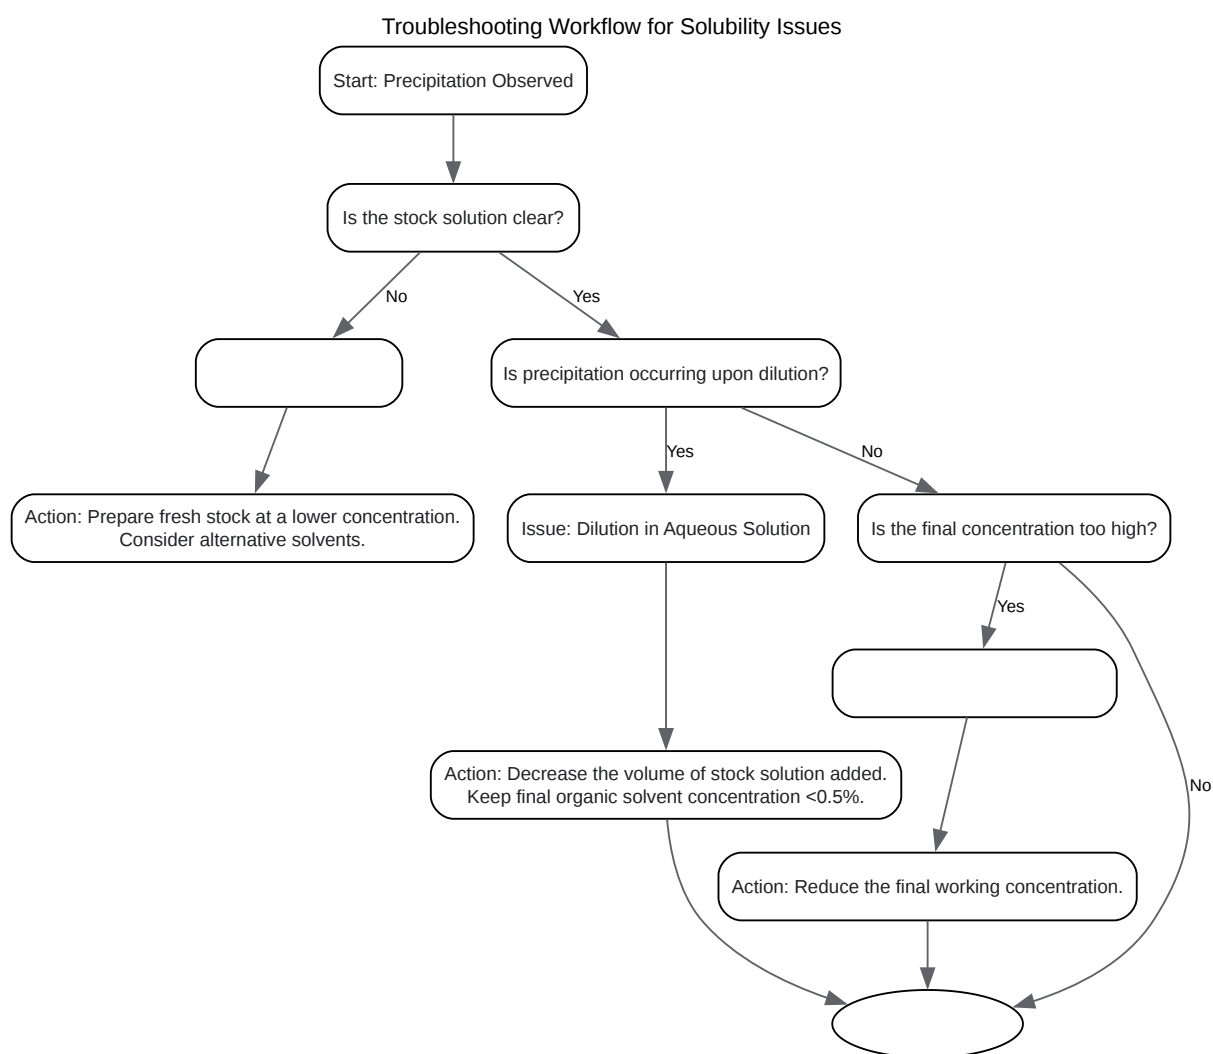 Troubleshooting Workflow for Solubility Issues
Start: Precipitation Observed
Is the stock solution clear?
No
Yes
Is precipitation occurring upon dilution?
Yes
No
Action: Prepare fresh stock at a lower concentration.
Consider alternative solvents.
Issue: Dilution in Aqueous Solution
Is the final concentration too high?
Yes
Action: Decrease the volume of stock solution added.
Keep final organic solvent concentration <0.5%.
No
Action: Reduce the final working concentration.